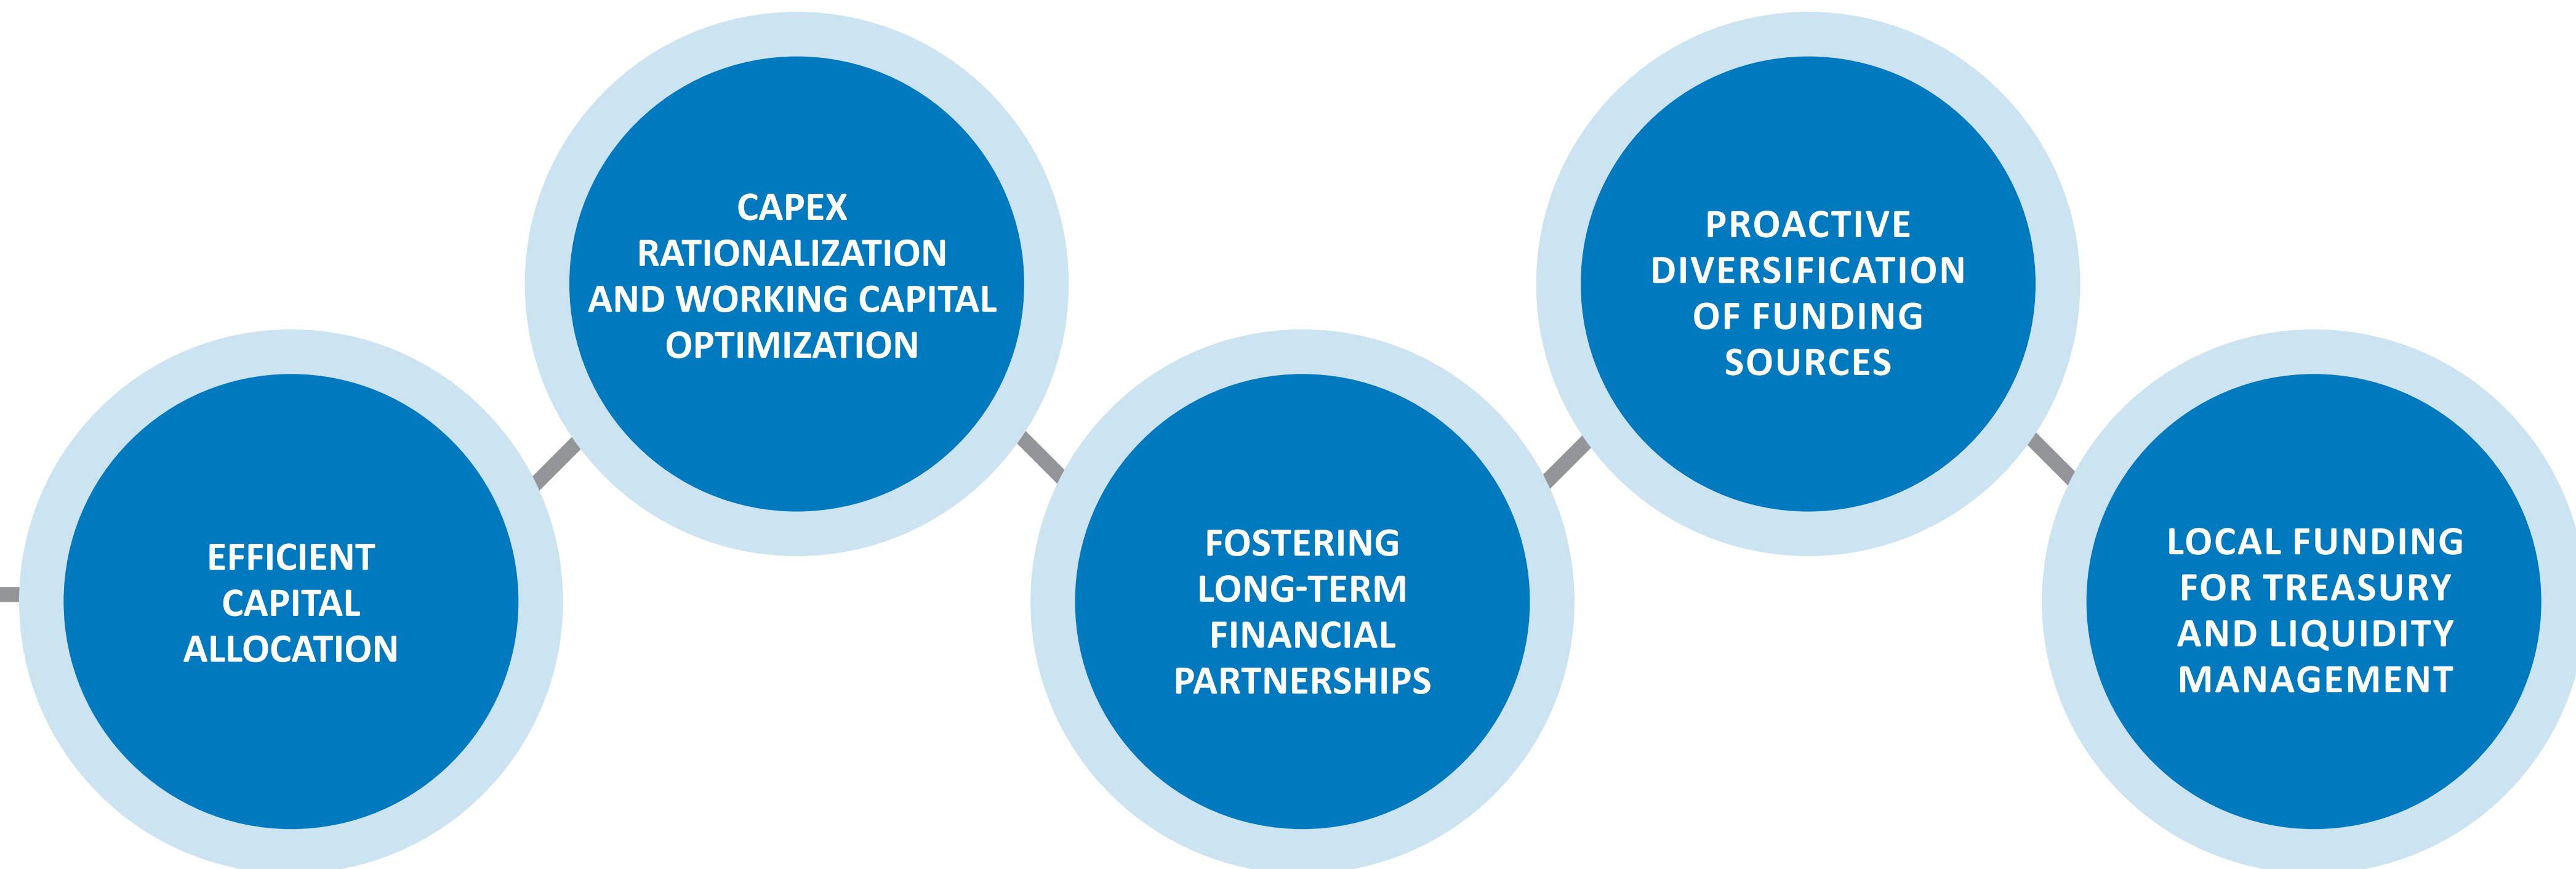 EFFICIENT
CAPITAL
ALLOCATION
CAPEX
RATIONALIZATION
AND WORKING CAPITAL
OPTIMIZATION
FOSTERING
LONG-TERM
FINANCIAL
PARTNERSHIPS
PROACTIVE
DIVERSIFICATION
OF FUNDING
SOURCES
LOCAL FUNDING
FOR TREASURY
AND LIQUIDITY
MANAGEMENT